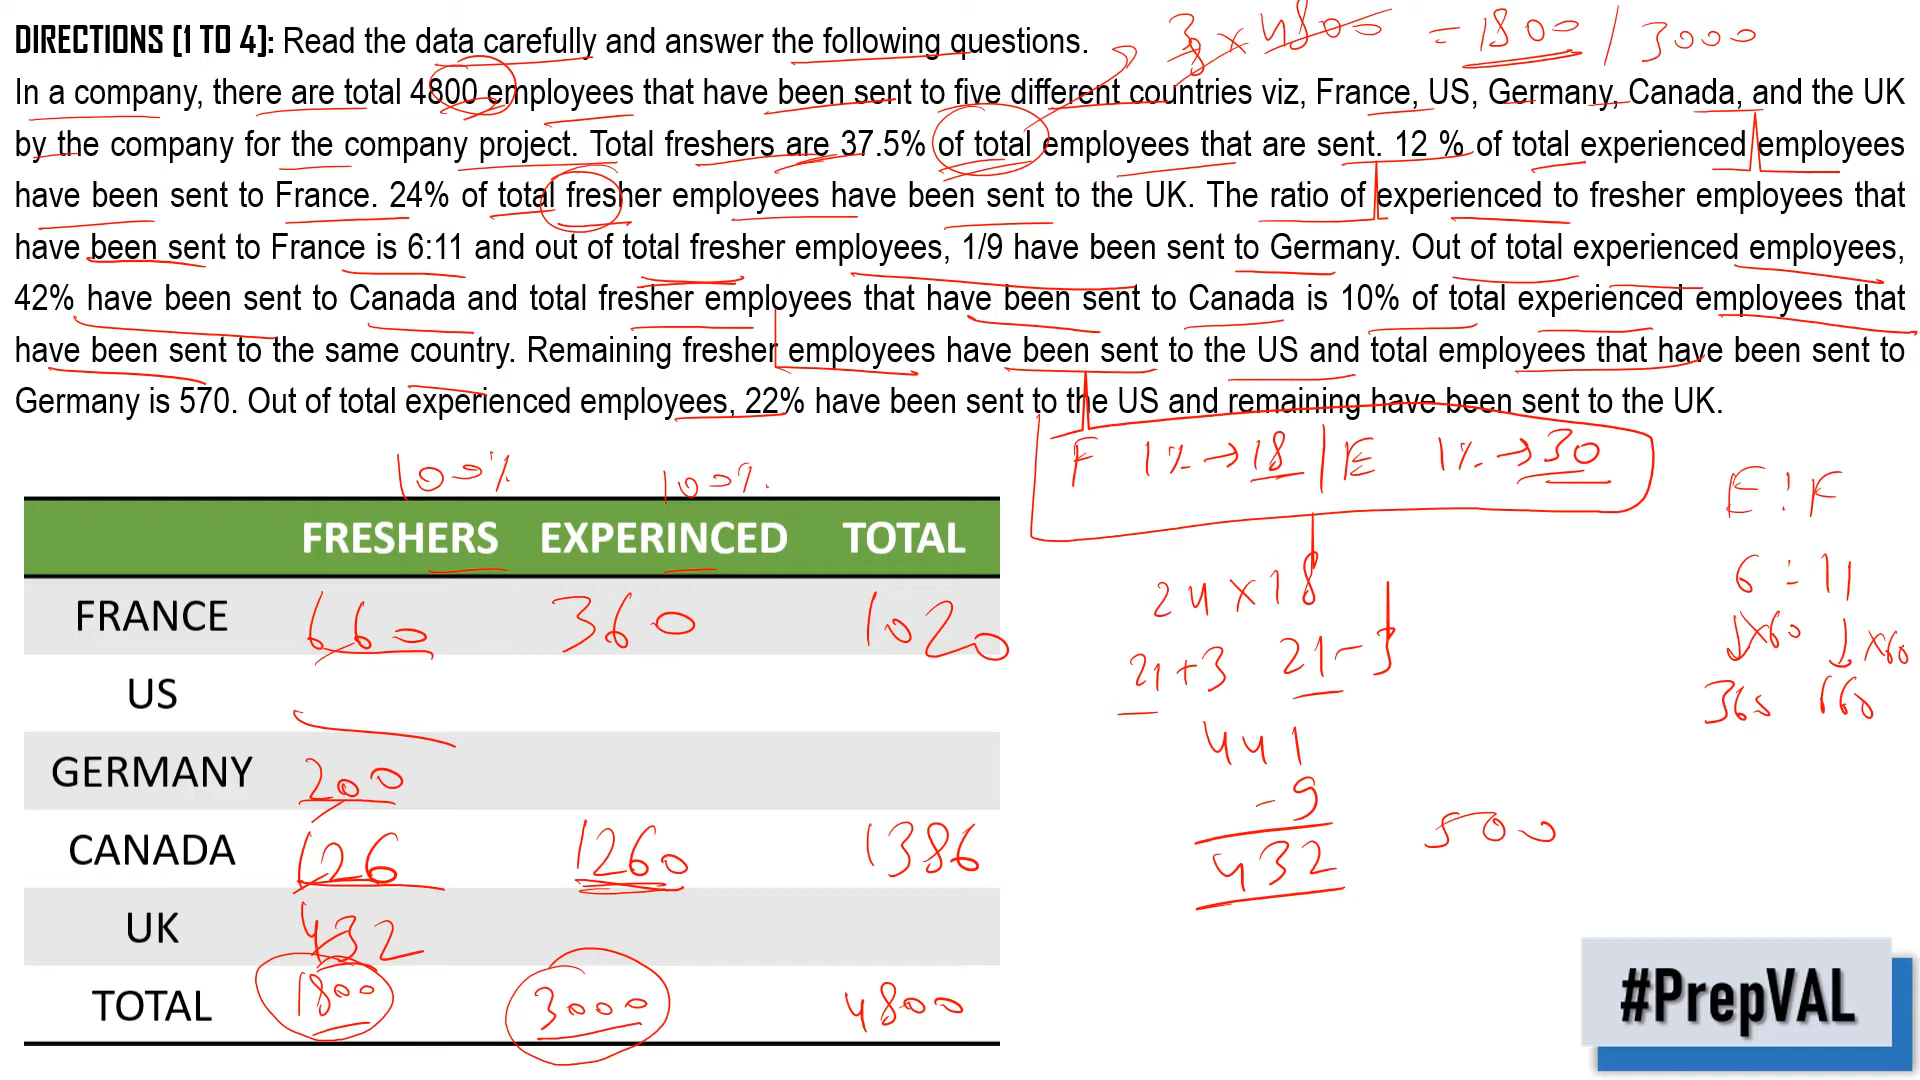 DIRECTIONS [1 TO 4]: Read the data carefully and answer the following questions.
3/8 × 4800 = 1800 / 3000
In a company, there are total 4800 employees that have been sent to five different countries viz, France, US, Germany, Canada, and the UK
by the company for the company project. Total freshers are 37.5% of total employees that are sent. 12 % of total experienced employees
have been sent to France. 24% of total fresher employees have been sent to the UK. The ratio of experienced to fresher employees that
have been sent to France is 6:11 and out of total fresher employees, 1/9 have been sent to Germany. Out of total experienced employees,
42% have been sent to Canada and total fresher employees that have been sent to Canada is 10% of total experienced employees that
have been sent to the same country. Remaining fresher employees have been sent to the US and total employees that have been sent to
Germany is 570. Out of total experienced employees, 22% have been sent to the US and remaining have been sent to the UK.
F 1% → 18 | E 1% → 30
100% 100%
FRESHERS EXPERINCED TOTAL
FRANCE 660 360 1020
US
GERMANY 200
CANADA 126 1260 1386
UK 432
TOTAL 1800 3000 4800
24 × 18
21 + 3 21 - 3
441
- 9
432
500
E : F
6 : 11
↓×60 ↓×60
360 660
#PrepVAL